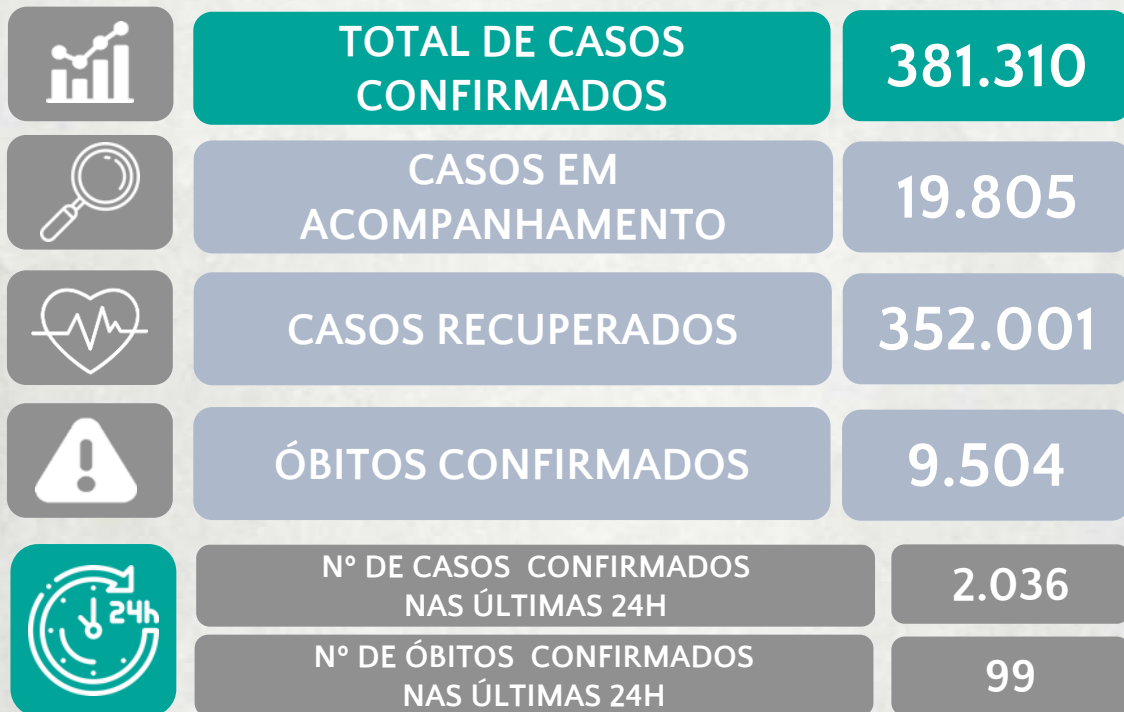 TOTAL DE CASOS
CONFIRMADOS
381.310
CASOS EM
ACOMPANHAMENTO
19.805
CASOS RECUPERADOS
352.001
ÓBITOS CONFIRMADOS
9.504
24h
Nº DE CASOS CONFIRMADOS
NAS ÚLTIMAS 24H
2.036
Nº DE ÓBITOS CONFIRMADOS
NAS ÚLTIMAS 24H
99